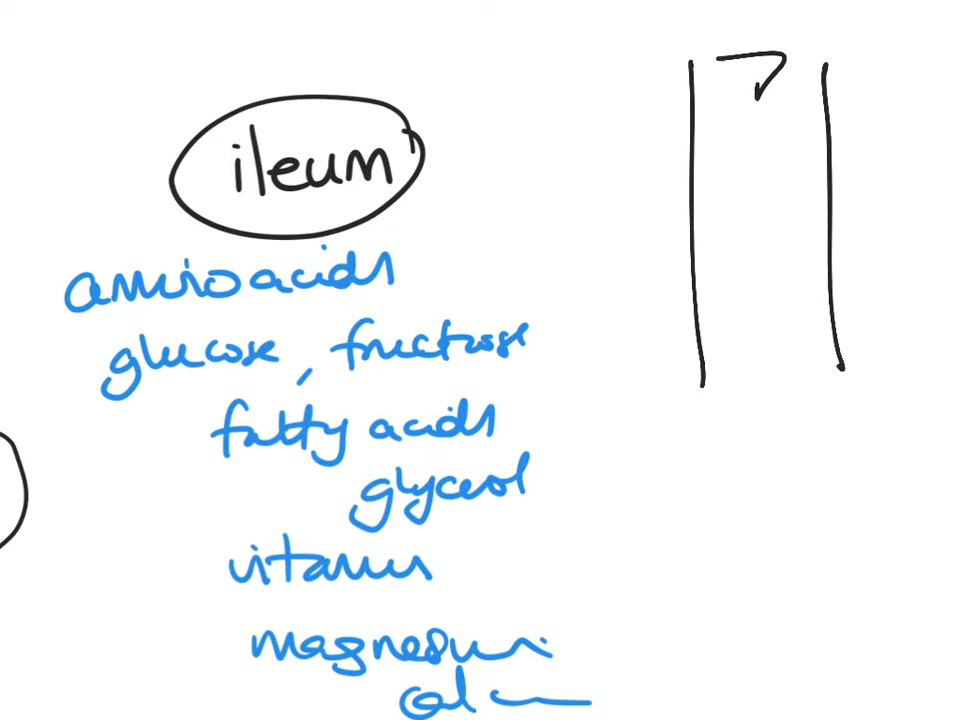 ileum
amino acids
glucose, fructose
fatty acids
glycerol
vitamins
magnesium